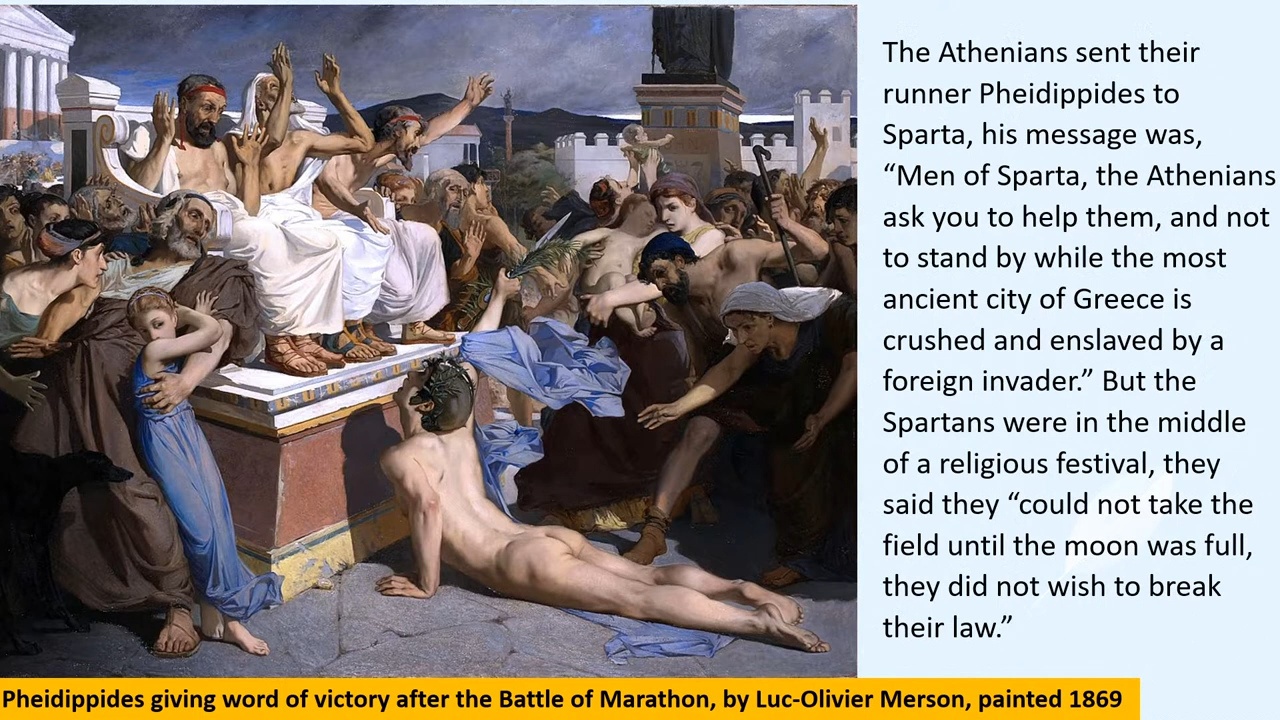 The Athenians sent their
runner Pheidippides to
Sparta, his message was,
“Men of Sparta, the Athenians
ask you to help them, and not
to stand by while the most
ancient city of Greece is
crushed and enslaved by a
foreign invader.” But the
Spartans were in the middle
of a religious festival, they
said they “could not take the
field until the moon was full,
they did not wish to break
their law.”
Pheidippides giving word of victory after the Battle of Marathon, by Luc-Olivier Merson, painted 1869